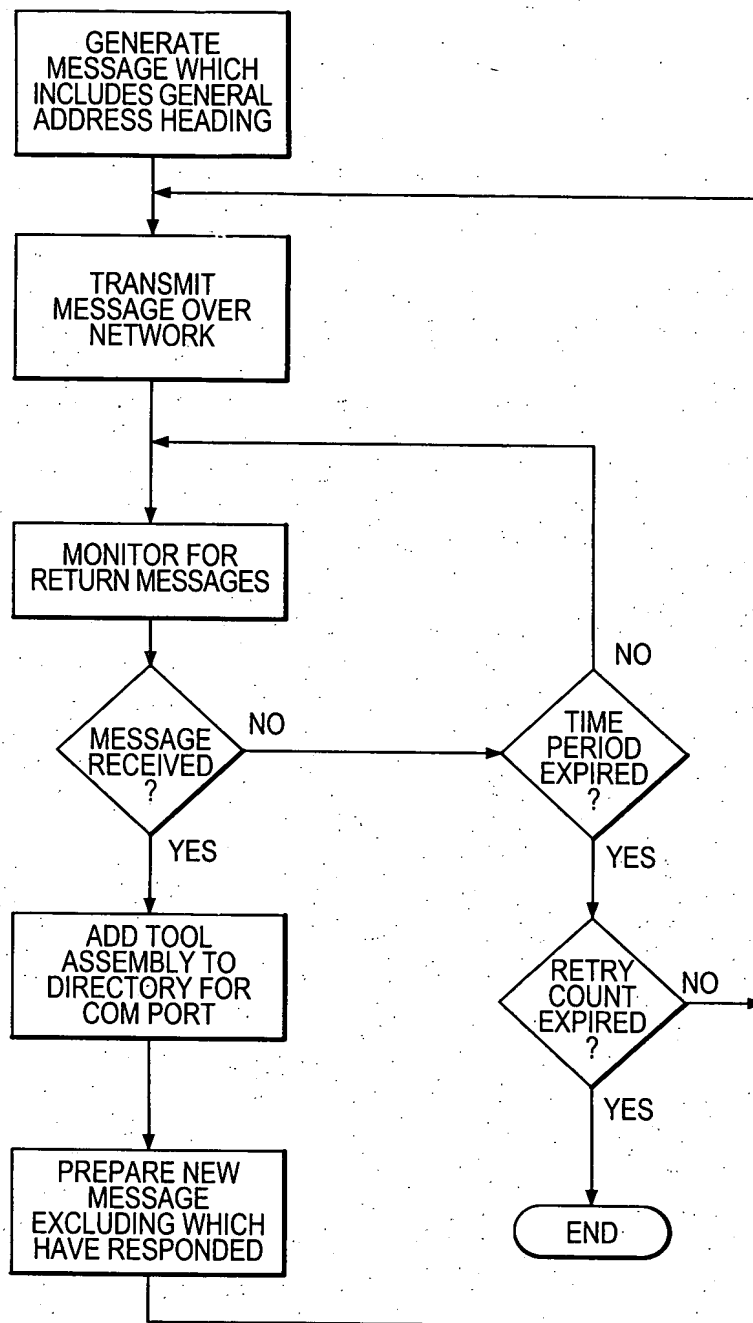 GENERATE
MESSAGE WHICH
INCLUDES GENERAL
ADDRESS HEADING
TRANSMIT
MESSAGE OVER
NETWORK
MONITOR FOR
RETURN MESSAGES
MESSAGE
RECEIVED
?
NO
YES
TIME
PERIOD
EXPIRED
?
NO
YES
ADD TOOL
ASSEMBLY TO
DIRECTORY FOR
COM PORT
RETRY
COUNT
EXPIRED
?
NO
YES
PREPARE NEW
MESSAGE
EXCLUDING WHICH
HAVE RESPONDED
END